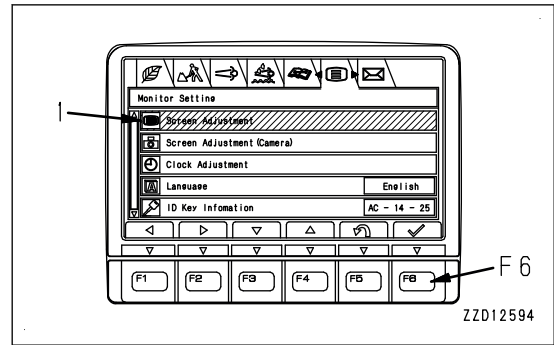 Monitor Setting
1
Screen Adjustment
Screen Adjustment (Camera)
Clock Adjustment
A Language English
ID Key Infomation AC - 14 - 25
F1 F2 F3 F4 F5 F6
F6
ZZD12594